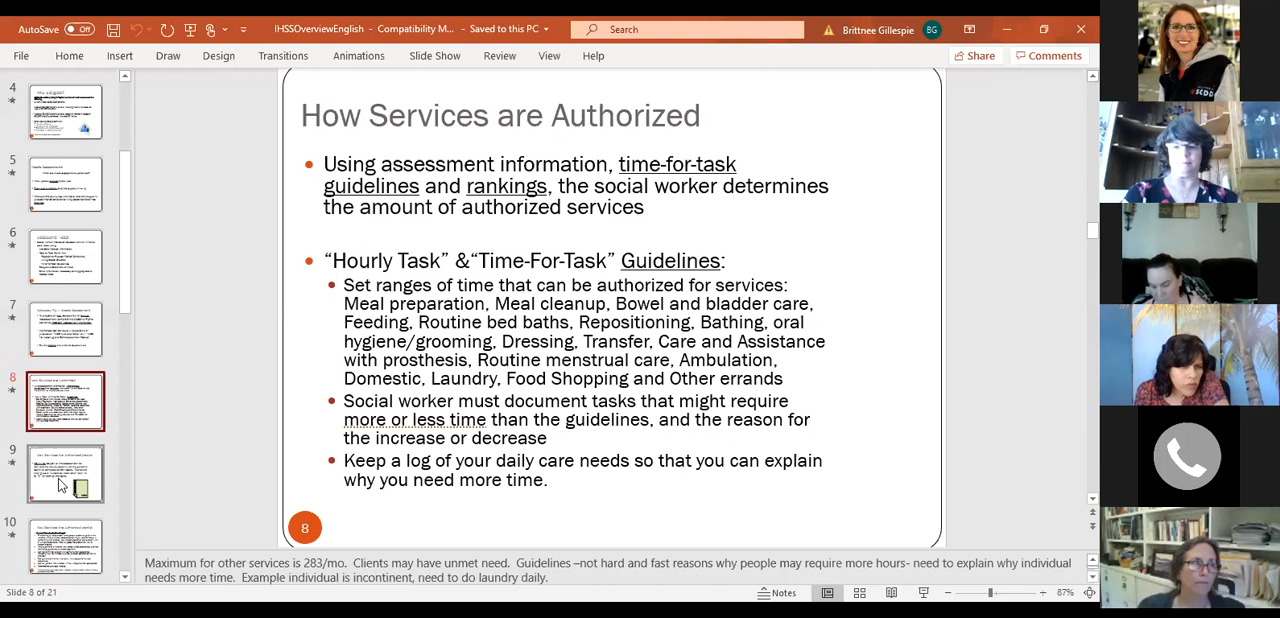 AutoSave Off IHSSOverviewEnglish - Compatibility M... - Saved to this PC Search Brittnee Gillespie BG
File Home Insert Draw Design Transitions Animations Slide Show Review View Help Share Comments
4
5
6
7
8
9
10
How Services are Authorized
• Using assessment information, time-for-task
guidelines and rankings, the social worker determines
the amount of authorized services
• “Hourly Task” &“Time-For-Task” Guidelines:
• Set ranges of time that can be authorized for services:
Meal preparation, Meal cleanup, Bowel and bladder care,
Feeding, Routine bed baths, Repositioning, Bathing, oral
hygiene/grooming, Dressing, Transfer, Care and Assistance
with prosthesis, Routine menstrual care, Ambulation,
Domestic, Laundry, Food Shopping and Other errands
• Social worker must document tasks that might require
more or less time than the guidelines, and the reason for
the increase or decrease
• Keep a log of your daily care needs so that you can explain
why you need more time.
8
Maximum for other services is 283/mo. Clients may have unmet need. Guidelines –not hard and fast reasons why people may require more hours- need to explain why individual
needs more time. Example individual is incontinent, need to do laundry daily.
Slide 8 of 21 Notes 87%
SCDD